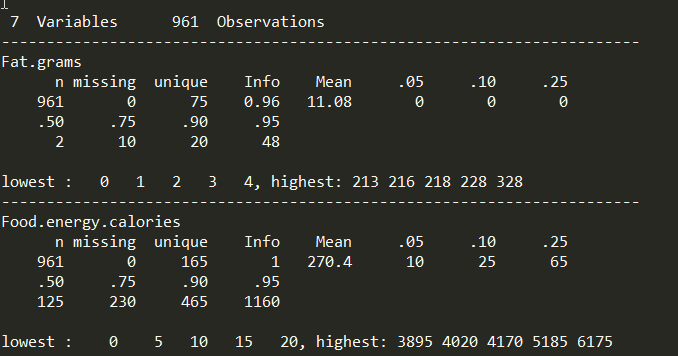 7 Variables 961 Observations
--------------------------------------------------------------------------------
Fat.grams
n missing unique Info Mean .05 .10 .25
961 0 75 0.96 11.08 0 0 0
.50 .75 .90 .95
2 10 20 48
lowest : 0 1 2 3 4, highest: 213 216 218 228 328
--------------------------------------------------------------------------------
Food.energy.calories
n missing unique Info Mean .05 .10 .25
961 0 165 1 270.4 10 25 65
.50 .75 .90 .95
125 230 465 1160
lowest : 0 5 10 15 20, highest: 3895 4020 4170 5185 6175